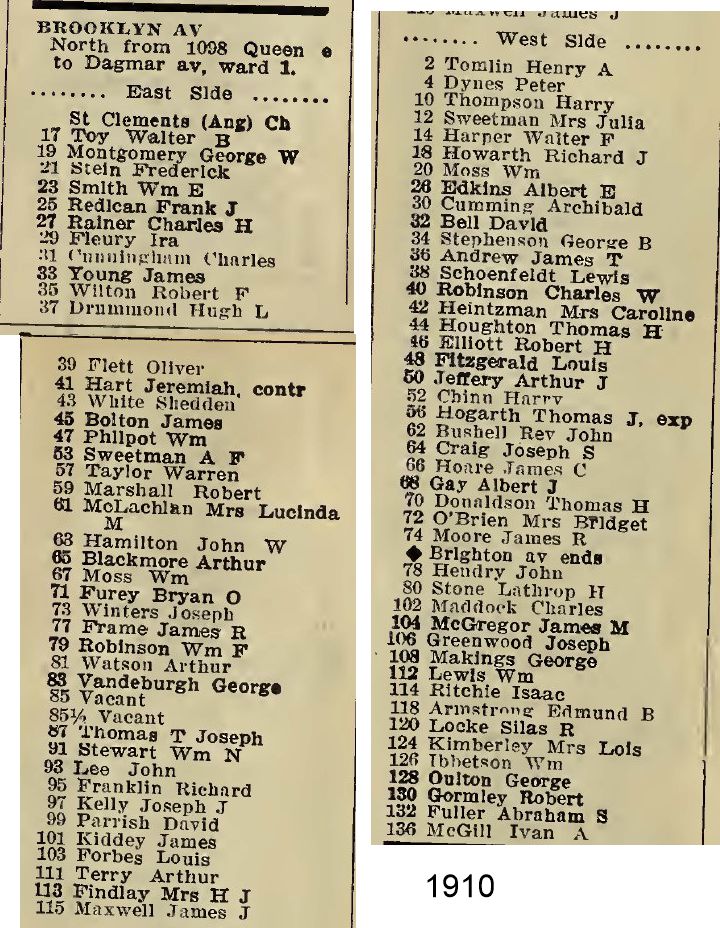 BROOKLYN AV
North from 1098 Queen e
to Dagmar av, ward 1.
........ East Side ........
St Clements (Ang) Ch
17 Toy Walter B
19 Montgomery George W
21 Stein Frederick
23 Smith Wm E
25 Redican Frank J
27 Rainer Charles H
29 Fleury Ira
31 Cunningham Charles
33 Young James
35 Wilton Robert F
37 Drummond Hugh L
39 Flett Oliver
41 Hart Jeremiah, contr
43 White Shedden
45 Bolton James
47 Philpot Wm
53 Sweetman A F
57 Taylor Warren
59 Marshall Robert
61 McLachlan Mrs Lucinda
M
63 Hamilton John W
65 Blackmore Arthur
67 Moss Wm
71 Furey Bryan O
73 Winters Joseph
77 Frame James R
79 Robinson Wm F
81 Watson Arthur
83 Vandeburgh George
85 Vacant
85½ Vacant
87 Thomas T Joseph
91 Stewart Wm N
93 Lee John
95 Franklin Richard
97 Kelly Joseph J
99 Parrish David
101 Kiddey James
103 Forbes Louis
111 Terry Arthur
113 Findlay Mrs H J
115 Maxwell James J
115 Maxwell James J
........ West Side ........
2 Tomlin Henry A
4 Dynes Peter
10 Thompson Harry
12 Sweetman Mrs Julia
14 Harper Walter F
18 Howarth Richard J
20 Moss Wm
26 Edkins Albert E
30 Cumming Archibald
32 Bell David
34 Stephenson George B
36 Andrew James T
38 Schoenfeldt Lewis
40 Robinson Charles W
42 Heintzman Mrs Caroline
44 Houghton Thomas H
46 Elliott Robert H
48 Fitzgerald Louis
50 Jeffery Arthur J
52 Chinn Harry
56 Hogarth Thomas J, exp
62 Bushell Rev John
64 Craig Joseph S
66 Hoare James C
68 Gay Albert J
70 Donaldson Thomas H
72 O'Brien Mrs Bridget
74 Moore James R
◆ Brighton av ends
78 Hendry John
80 Stone Lathrop H
102 Maddock Charles
104 McGregor James M
106 Greenwood Joseph
108 Makings George
112 Lewis Wm
114 Ritchie Isaac
118 Armstrong Edmund B
120 Locke Silas R
124 Kimberley Mrs Lois
126 Ibbetson Wm
128 Oulton George
130 Gormley Robert
132 Fuller Abraham S
136 McGill Ivan A
1910